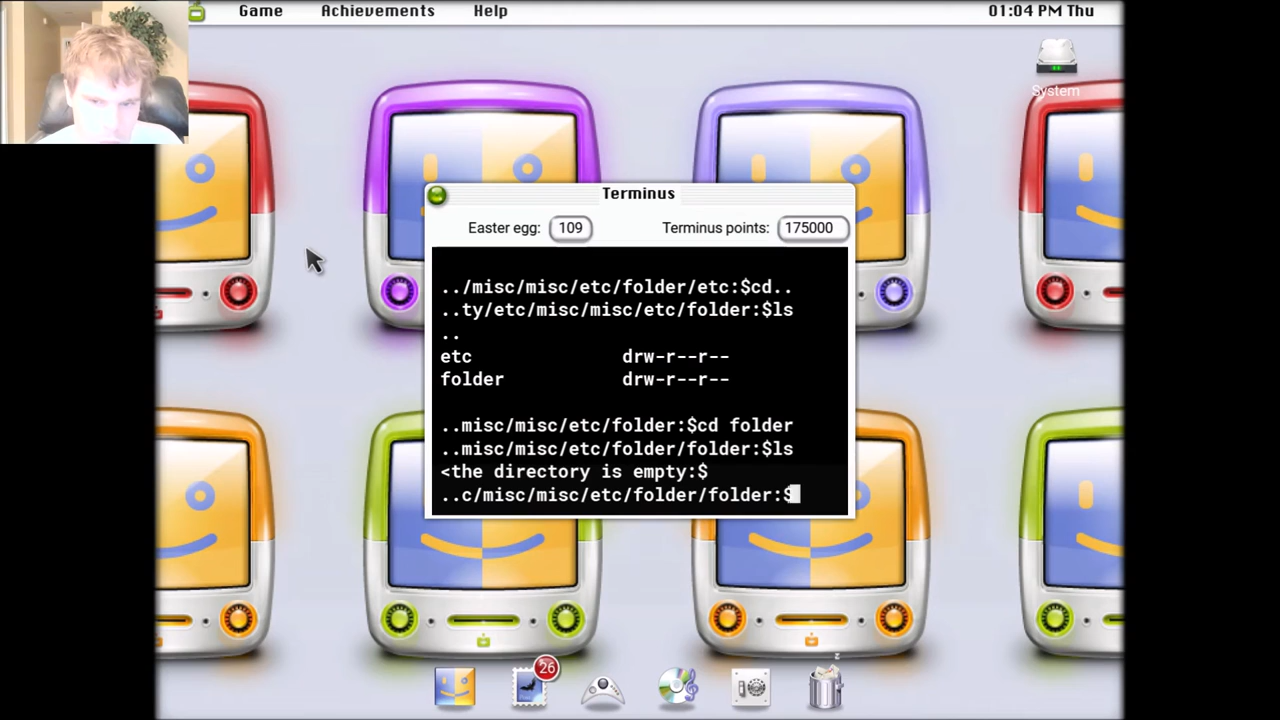 Game Achievements Help 01:04 PM Thu
System
Terminus
Easter egg: 109 Terminus points: 175000
../misc/misc/etc/folder/etc:$cd..
..ty/etc/misc/misc/etc/folder:$ls
..
etc drw-r--r--
folder drw-r--r--
..misc/misc/etc/folder:$cd folder
..misc/misc/etc/folder/folder:$ls
<the directory is empty:$
..c/misc/misc/etc/folder/folder:$
26